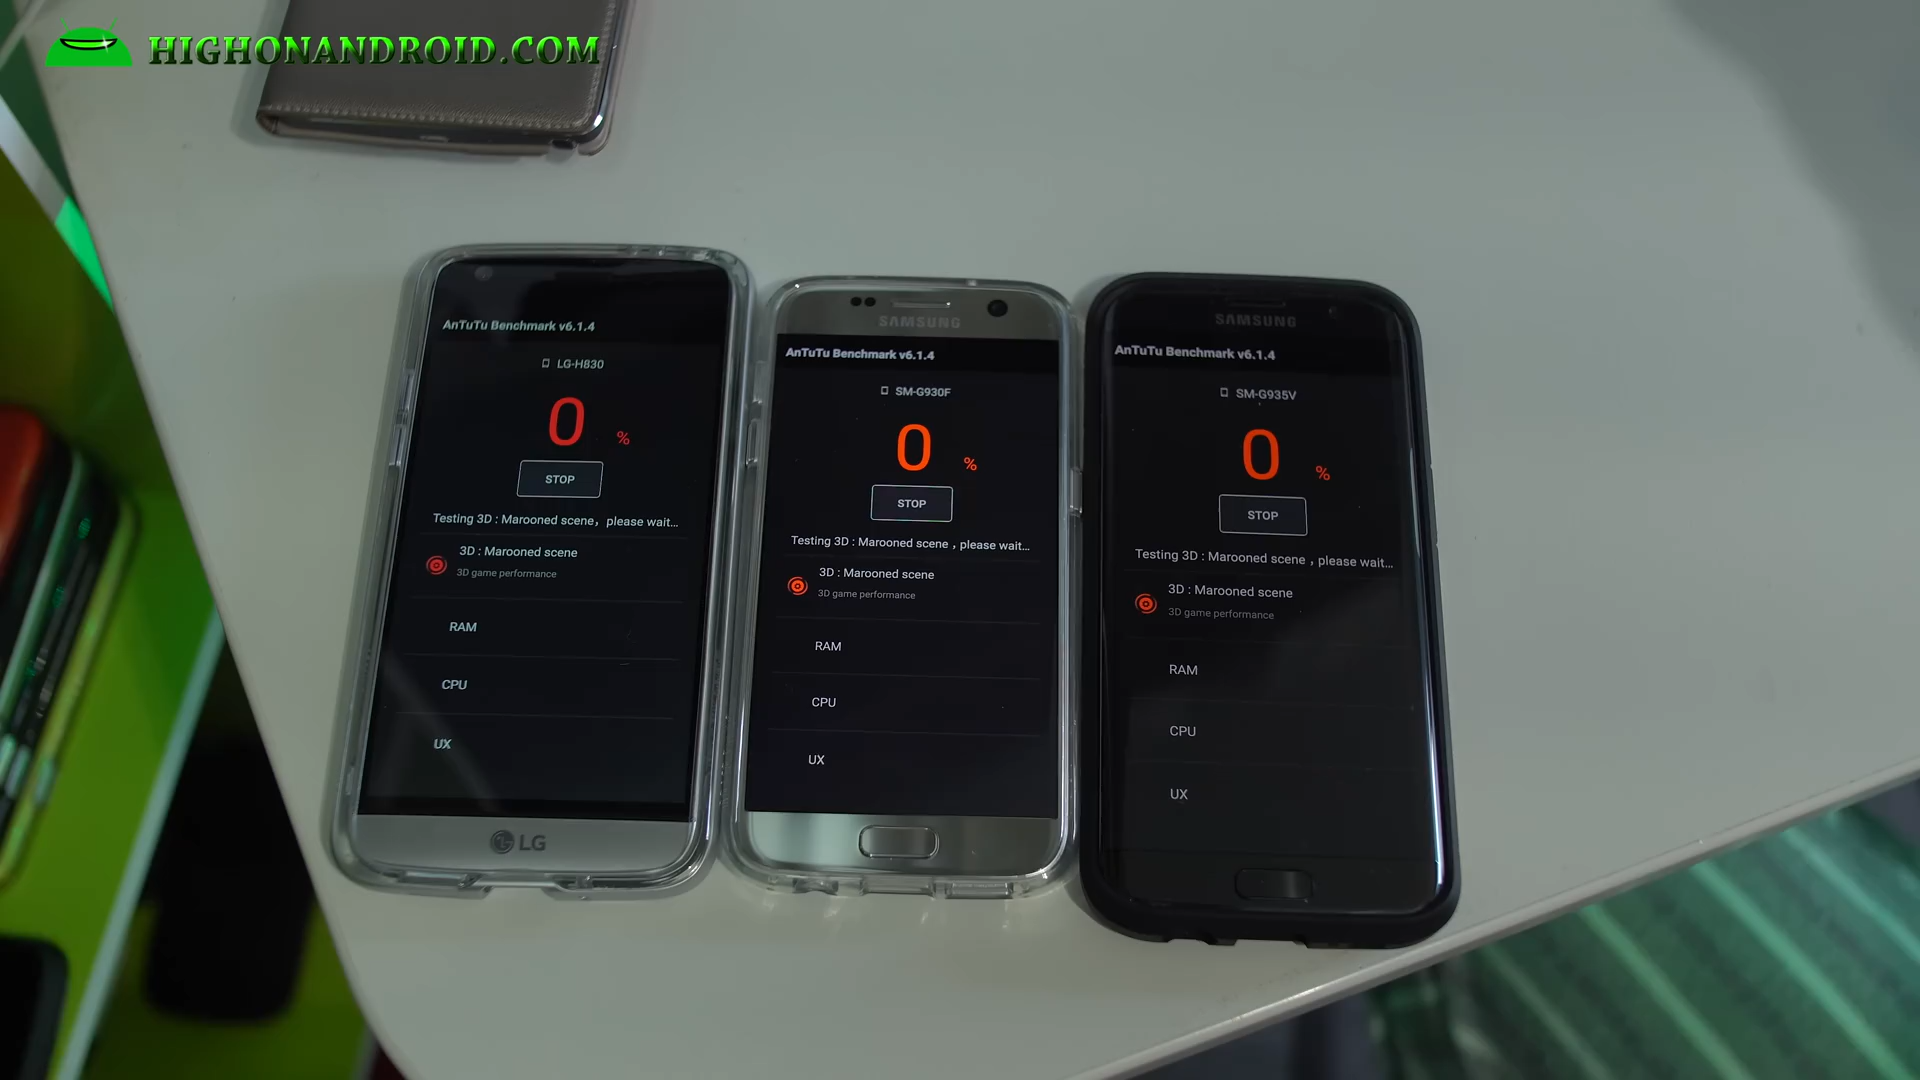 HIGHONANDROID.COM
AnTuTu Benchmark v6.1.4
LG-H830
0 %
STOP
Testing 3D : Marooned scene, please wait...
3D : Marooned scene
3D game performance
RAM
CPU
UX
LG
SAMSUNG
AnTuTu Benchmark v6.1.4
SM-G930F
0 %
STOP
Testing 3D : Marooned scene , please wait...
3D : Marooned scene
3D game performance
RAM
CPU
UX
SAMSUNG
AnTuTu Benchmark v6.1.4
SM-G935V
0 %
STOP
Testing 3D : Marooned scene , please wait...
3D : Marooned scene
3D game performance
RAM
CPU
UX